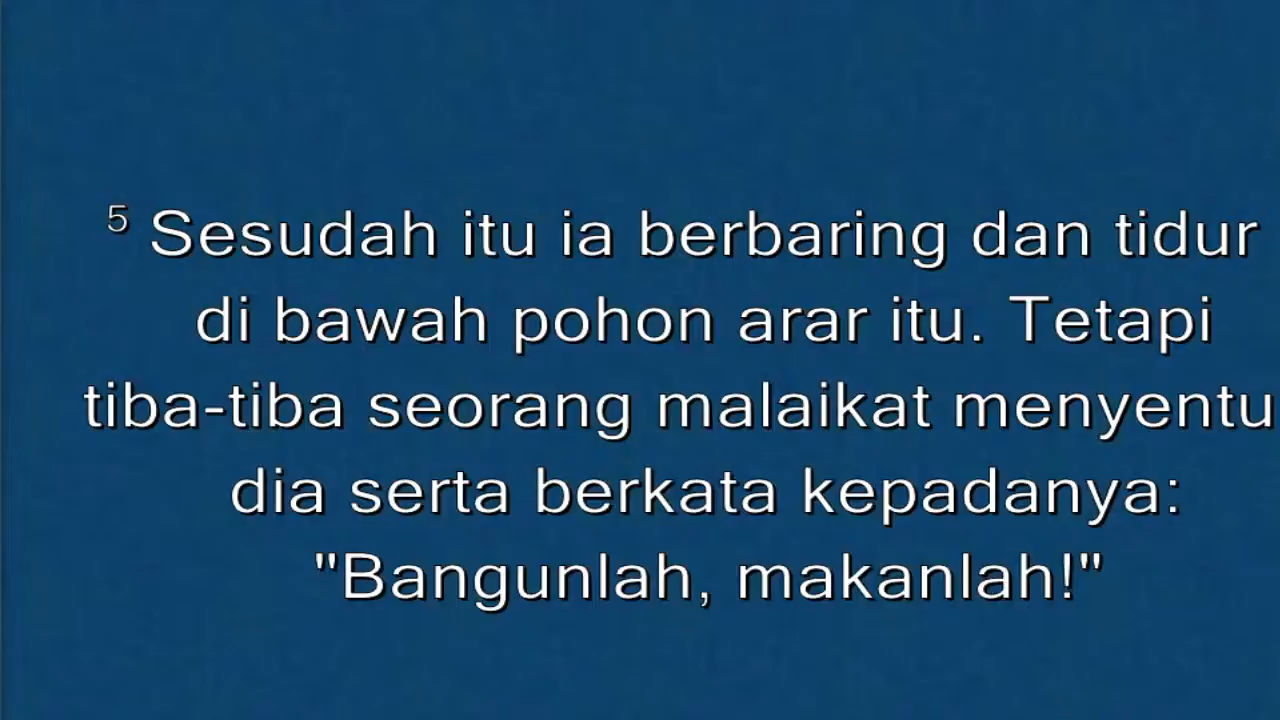 5 Sesudah itu ia berbaring dan tidur
di bawah pohon arar itu. Tetapi
tiba-tiba seorang malaikat menyentu
dia serta berkata kepadanya:
"Bangunlah, makanlah!"